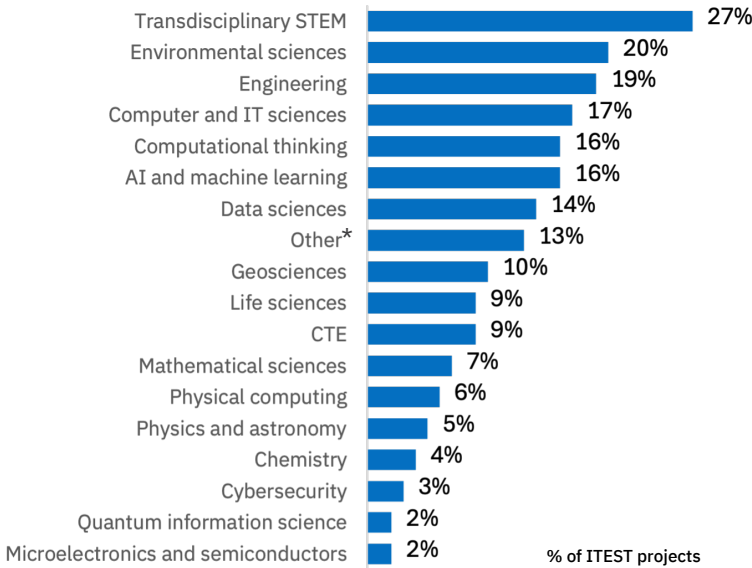 Transdisciplinary STEM 27%
Environmental sciences 20%
Engineering 19%
Computer and IT sciences 17%
Computational thinking 16%
AI and machine learning 16%
Data sciences 14%
Other* 13%
Geosciences 10%
Life sciences 9%
CTE 9%
Mathematical sciences 7%
Physical computing 6%
Physics and astronomy 5%
Chemistry 4%
Cybersecurity 3%
Quantum information science 2%
Microelectronics and semiconductors 2%
% of ITEST projects